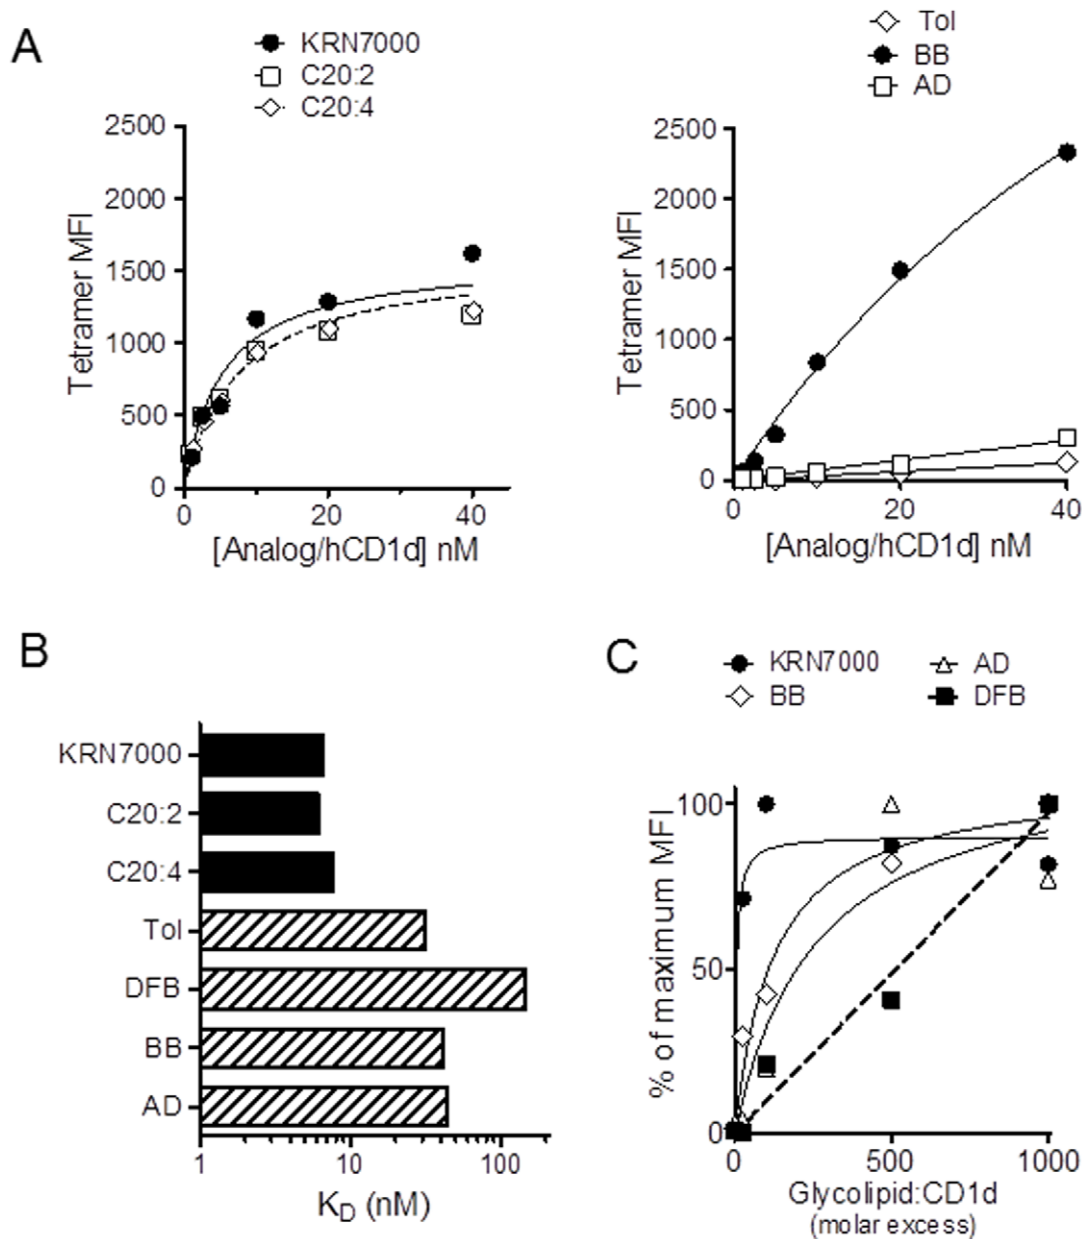 A
KRN7000
C20:2
C20:4
2500
2000
1500
1000
500
0
Tetramer MFI
0 20 40
[Analog/hCD1d] nM
Tol
BB
AD
2500
2000
1500
1000
500
0
Tetramer MFI
0 20 40
[Analog/hCD1d] nM
B
KRN7000
C20:2
C20:4
Tol
DFB
BB
AD
1 10 100
KD (nM)
C
KRN7000 AD
BB DFB
100
50
0
% of maximum MFI
0 500 1000
Glycolipid:CD1d
(molar excess)